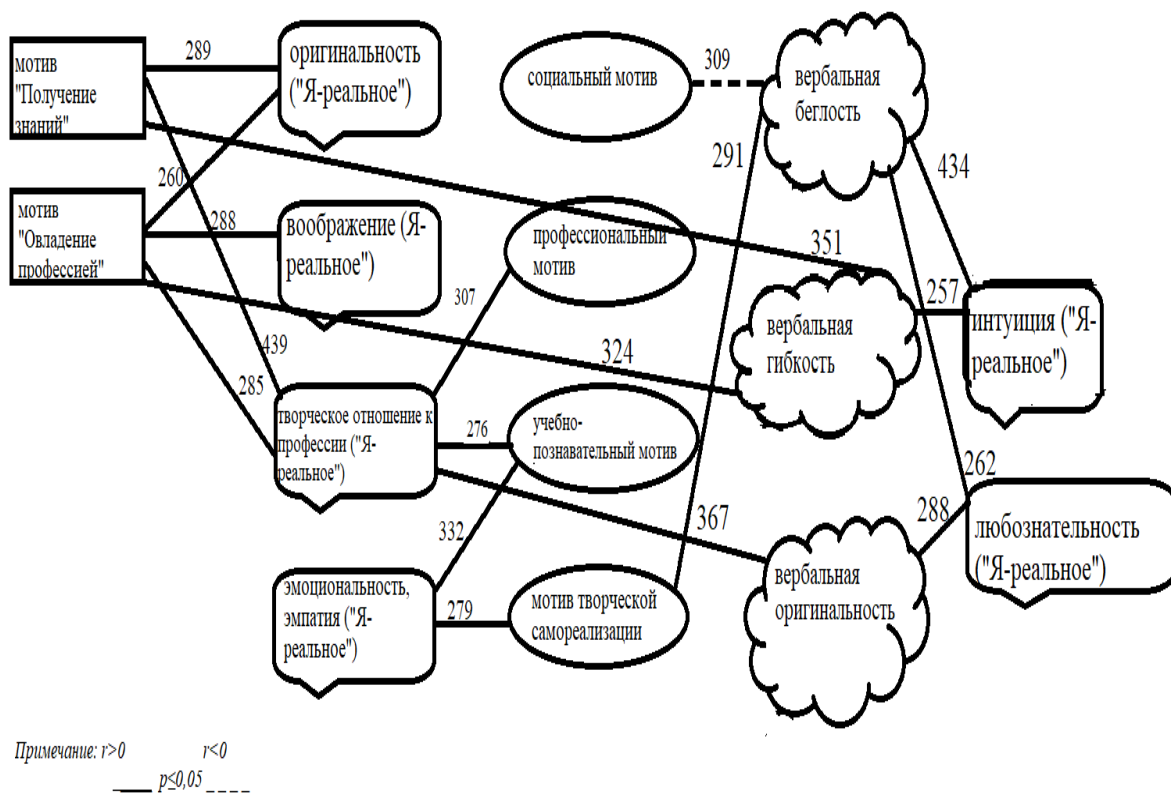 мотив
"Получение
знаний"
289
оригинальность
("Я-реальное")
социальный мотив
309
вербальная
беглость
260
291
434
мотив
"Овладение
профессией"
288
воображение (Я-
реальное")
профессиональный
мотив
351
257
307
вербальная
гибкость
интуиция ("Я-
реальное")
439
285
324
творческое отношение к
профессии ("Я-
реальное")
276
учебно-
познавательный мотив
262
332
367
288
любознательность
("Я-реальное")
эмоциональность,
эмпатия ("Я-
реальное")
279
мотив творческой
самореализации
вербальная
оригинальность
Примечание: r>0 r<0
____ p≤0,05 _ _ _ _